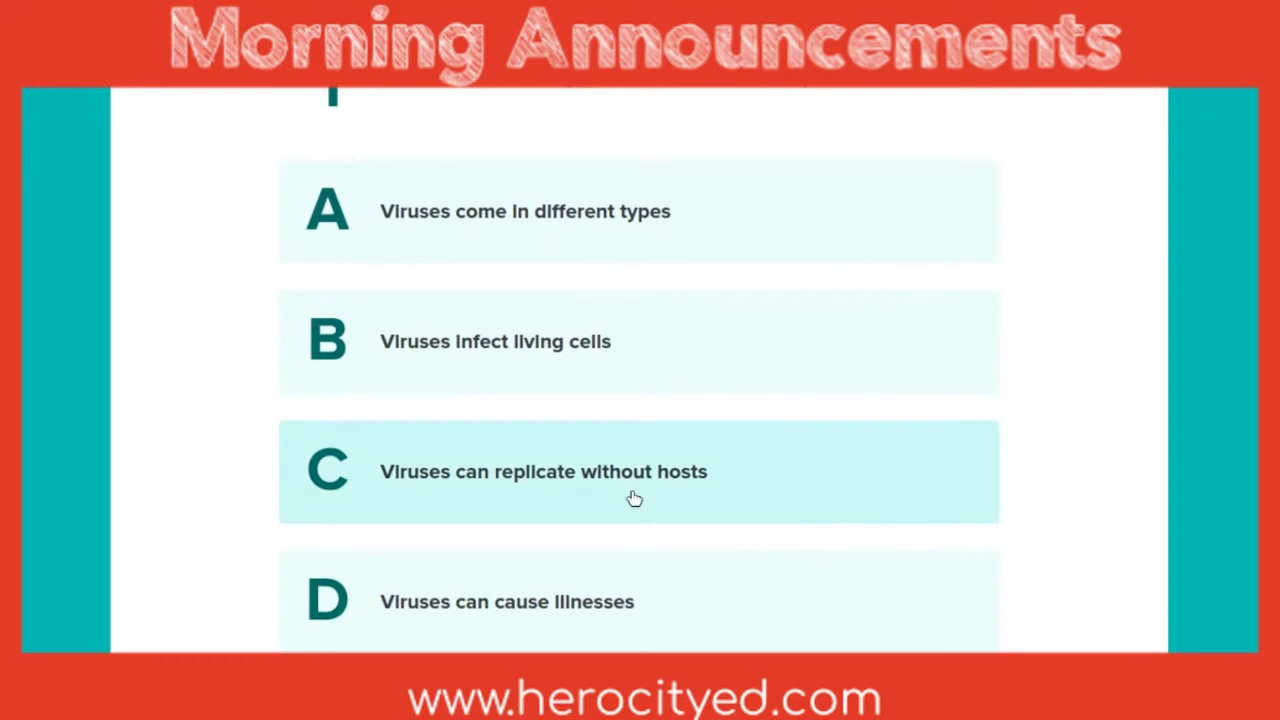 Morning Announcements
A Viruses come in different types
B Viruses infect living cells
C Viruses can replicate without hosts
D Viruses can cause illnesses
www.herocityed.com